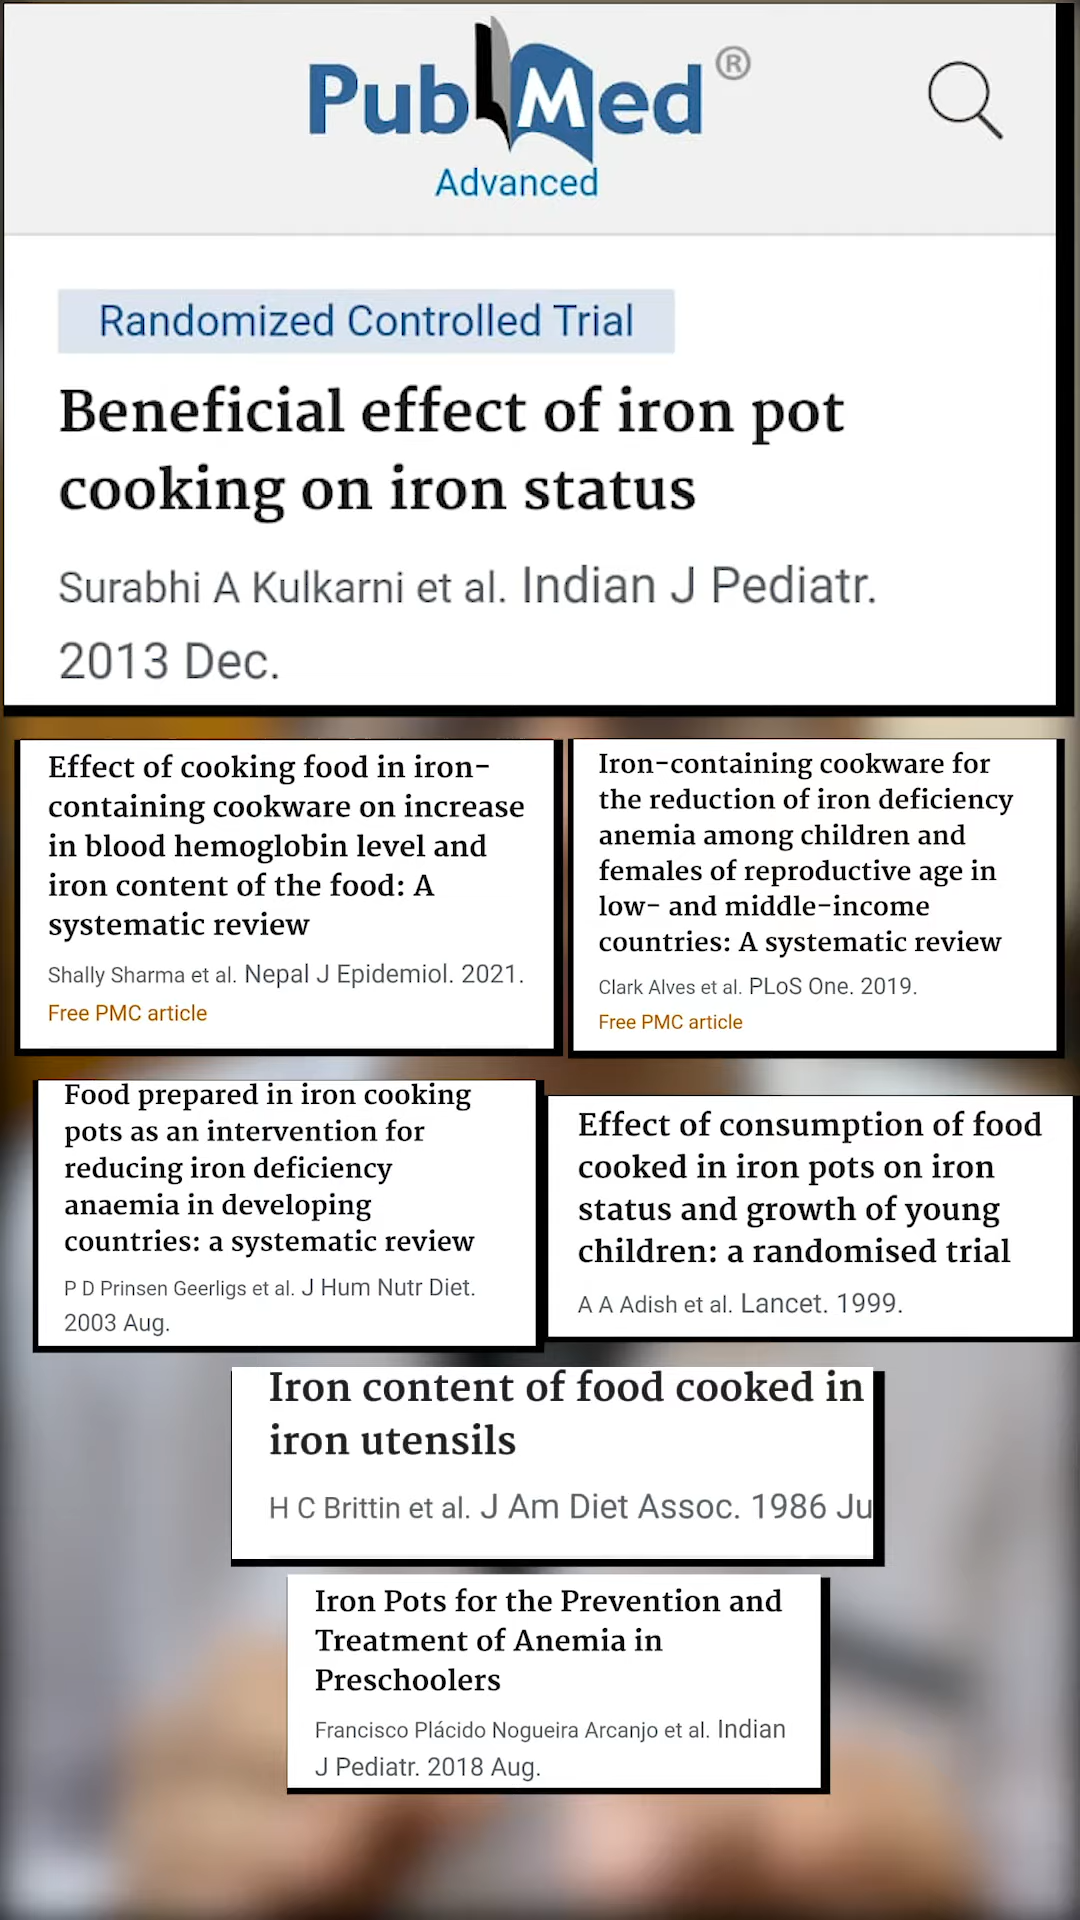 PubMed®
Advanced
Randomized Controlled Trial
Beneficial effect of iron pot
cooking on iron status
Surabhi A Kulkarni et al. Indian J Pediatr.
2013 Dec.
Effect of cooking food in iron-
containing cookware on increase
in blood hemoglobin level and
iron content of the food: A
systematic review
Shally Sharma et al. Nepal J Epidemiol. 2021.
Free PMC article
Iron-containing cookware for
the reduction of iron deficiency
anemia among children and
females of reproductive age in
low- and middle-income
countries: A systematic review
Clark Alves et al. PLoS One. 2019.
Free PMC article
Food prepared in iron cooking
pots as an intervention for
reducing iron deficiency
anaemia in developing
countries: a systematic review
P D Prinsen Geerligs et al. J Hum Nutr Diet.
2003 Aug.
Effect of consumption of food
cooked in iron pots on iron
status and growth of young
children: a randomised trial
A A Adish et al. Lancet. 1999.
Iron content of food cooked in
iron utensils
H C Brittin et al. J Am Diet Assoc. 1986 Ju
Iron Pots for the Prevention and
Treatment of Anemia in
Preschoolers
Francisco Plácido Nogueira Arcanjo et al. Indian
J Pediatr. 2018 Aug.